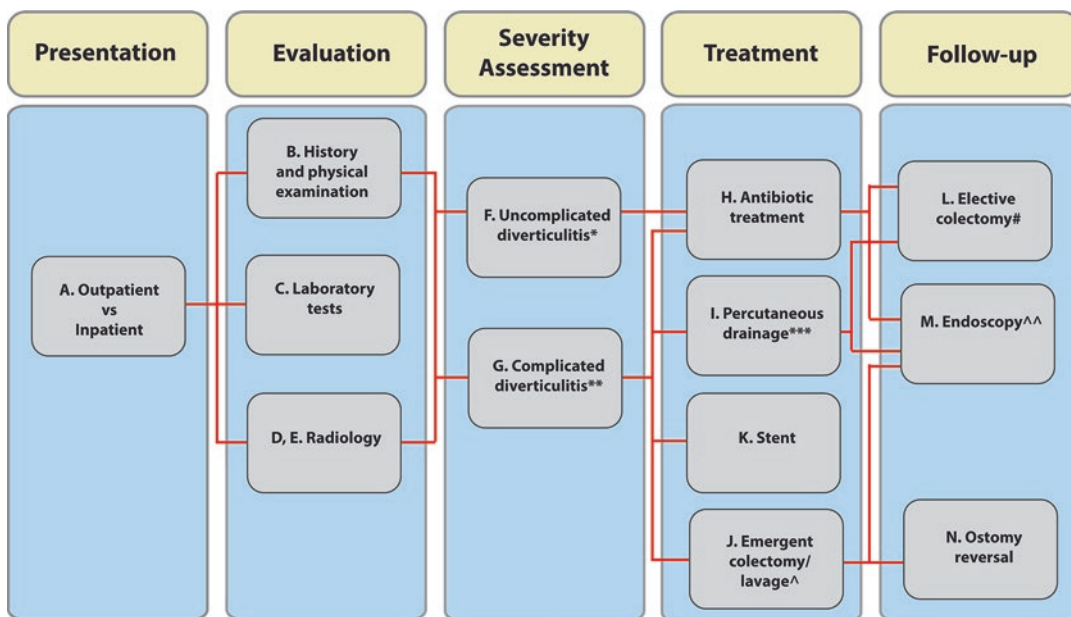 Presentation
Evaluation
Severity
Assessment
Treatment
Follow-up
A. Outpatient
vs
Inpatient
B. History
and physical
examination
C. Laboratory
tests
D, E. Radiology
F. Uncomplicated
diverticulitis*
G. Complicated
diverticulitis**
H. Antibiotic
treatment
I. Percutaneous
drainage***
K. Stent
J. Emergent
colectomy/
lavage^
L. Elective
colectomy#
M. Endoscopy^^
N. Ostomy
reversal